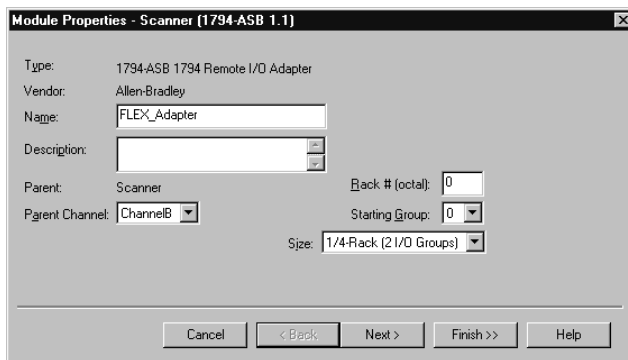 Module Properties - Scanner (1794-ASB 1.1)
Type: 1794-ASB 1794 Remote I/O Adapter
Vendor: Allen-Bradley
Name: FLEX_Adapter
Description:
Parent: Scanner
Rack # (octal): 0
Parent Channel: ChannelB
Starting Group: 0
Size: 1/4-Rack (2 I/O Groups)
Cancel < Back Next > Finish >> Help